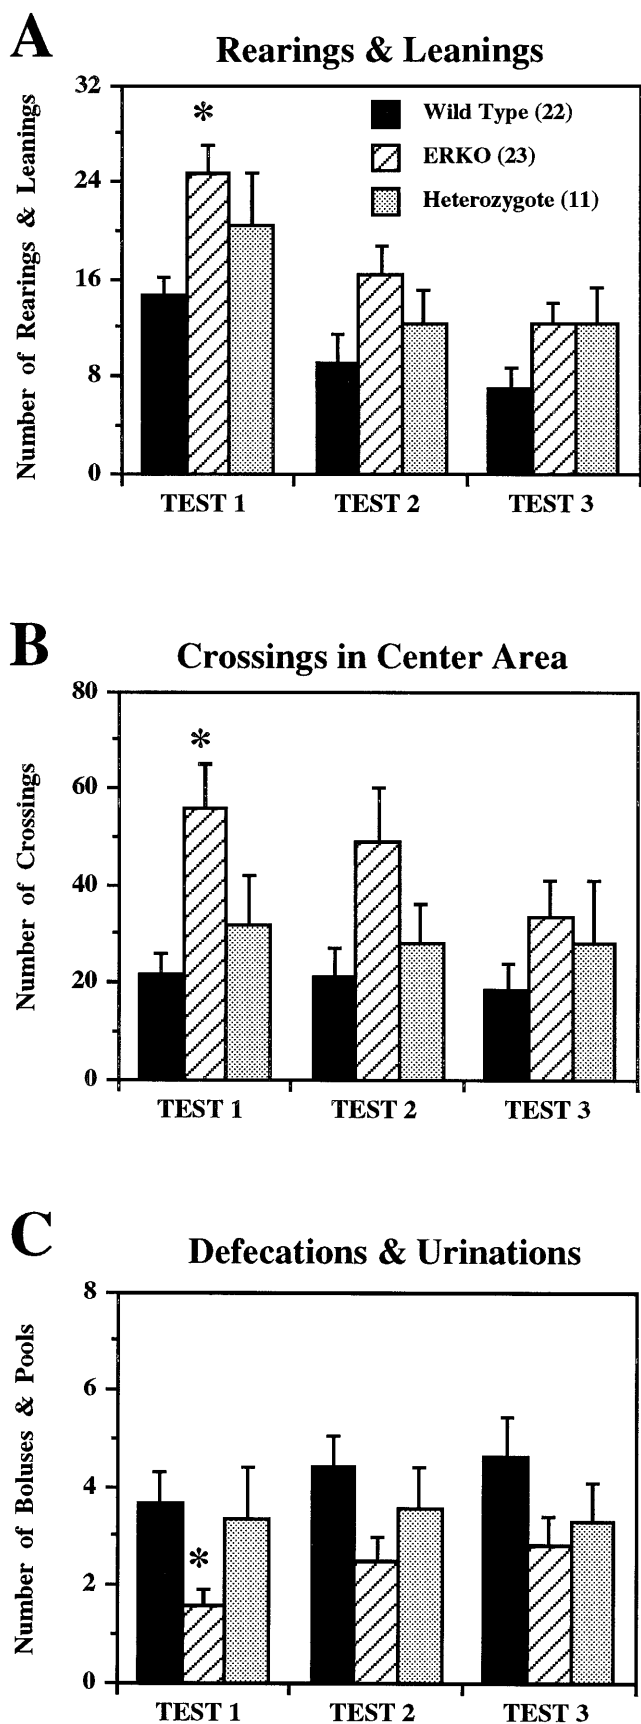 A
Rearings & Leanings
Number of Rearings & Leanings
32
24
16
8
0
*
Wild Type (22)
ERKO (23)
Heterozygote (11)
TEST 1
TEST 2
TEST 3
B
Crossings in Center Area
Number of Crossings
80
60
40
20
0
*
TEST 1
TEST 2
TEST 3
C
Defecations & Urinations
Number of Boluses & Pools
8
6
4
2
0
*
TEST 1
TEST 2
TEST 3